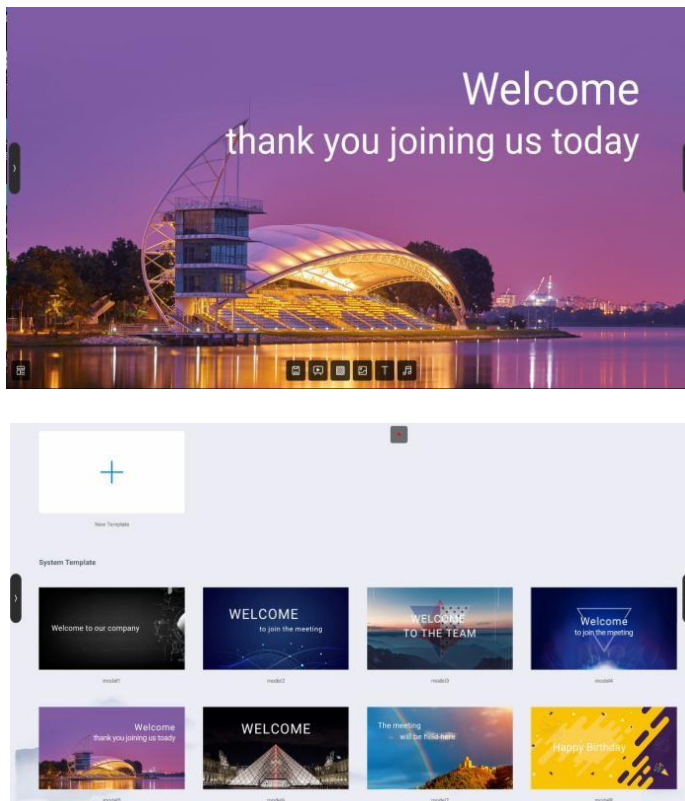 Welcome
thank you joining us today
T
New Template
System Template
Welcome to our company
WELCOME
to join the meeting
WELCOME
TO THE TEAM
Welcome
to join the meeting
model1
model2
model3
model4
Welcome
thank you joining us toady
WELCOME
The meeting
will be held here
Happy Birthday